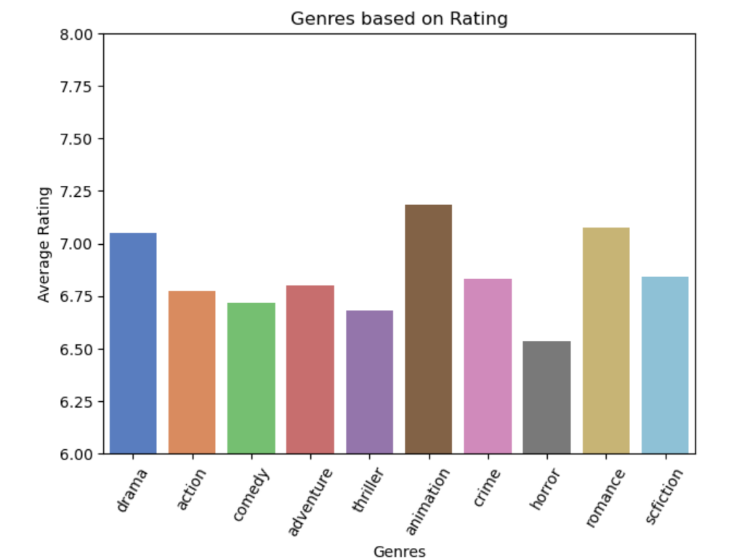 Genres based on Rating
8.00
7.75
7.50
7.25
7.00
6.75
6.50
6.25
6.00
Average Rating
drama
action
comedy
adventure
thriller
animation
crime
horror
romance
scfiction
Genres